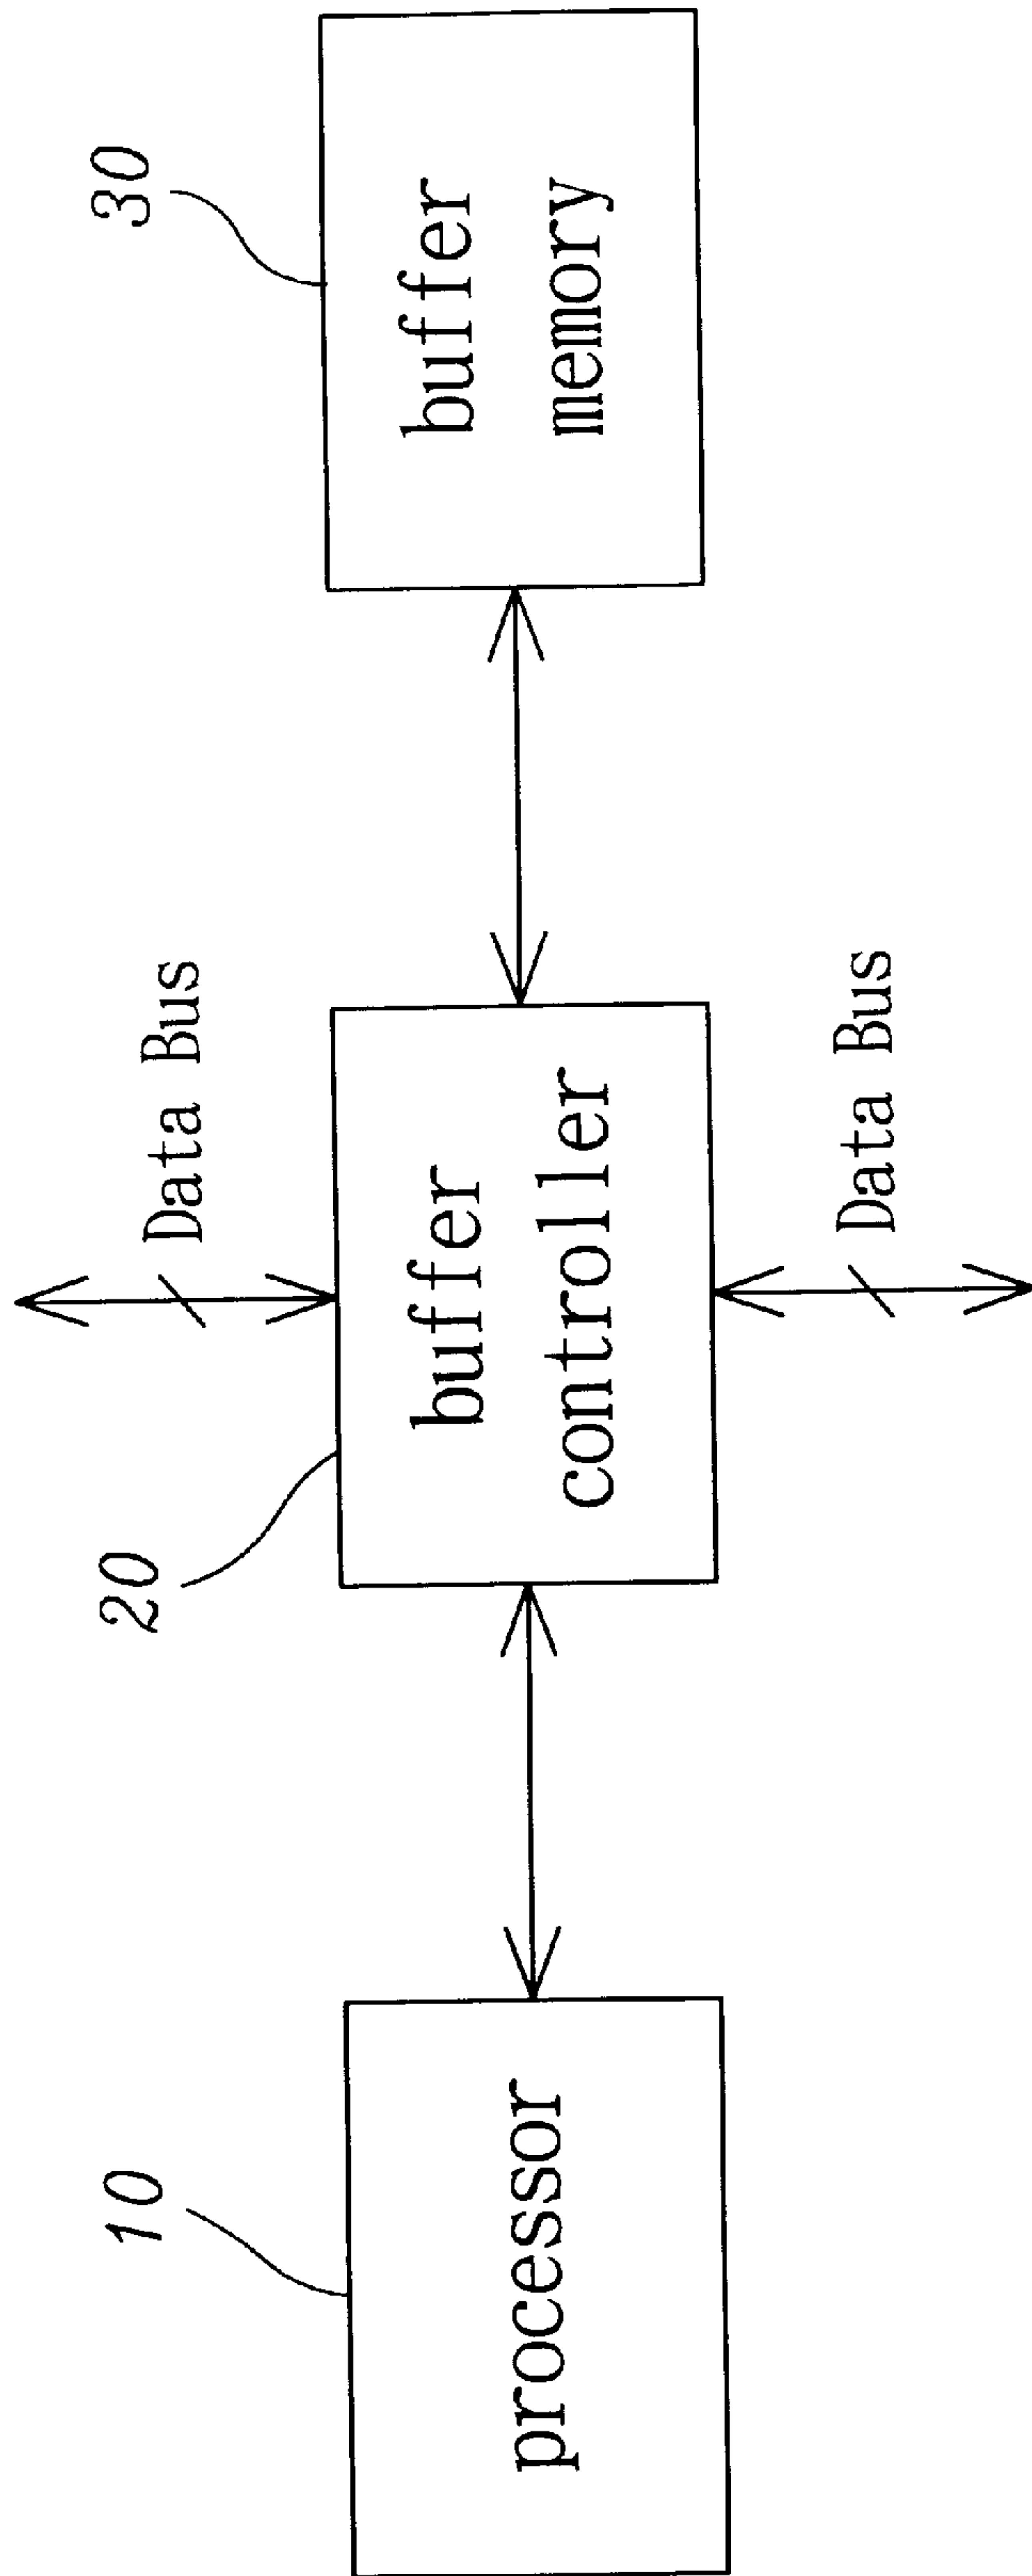 Data Bus
10
20
30
processor
buffer
controller
buffer
memory
Data Bus